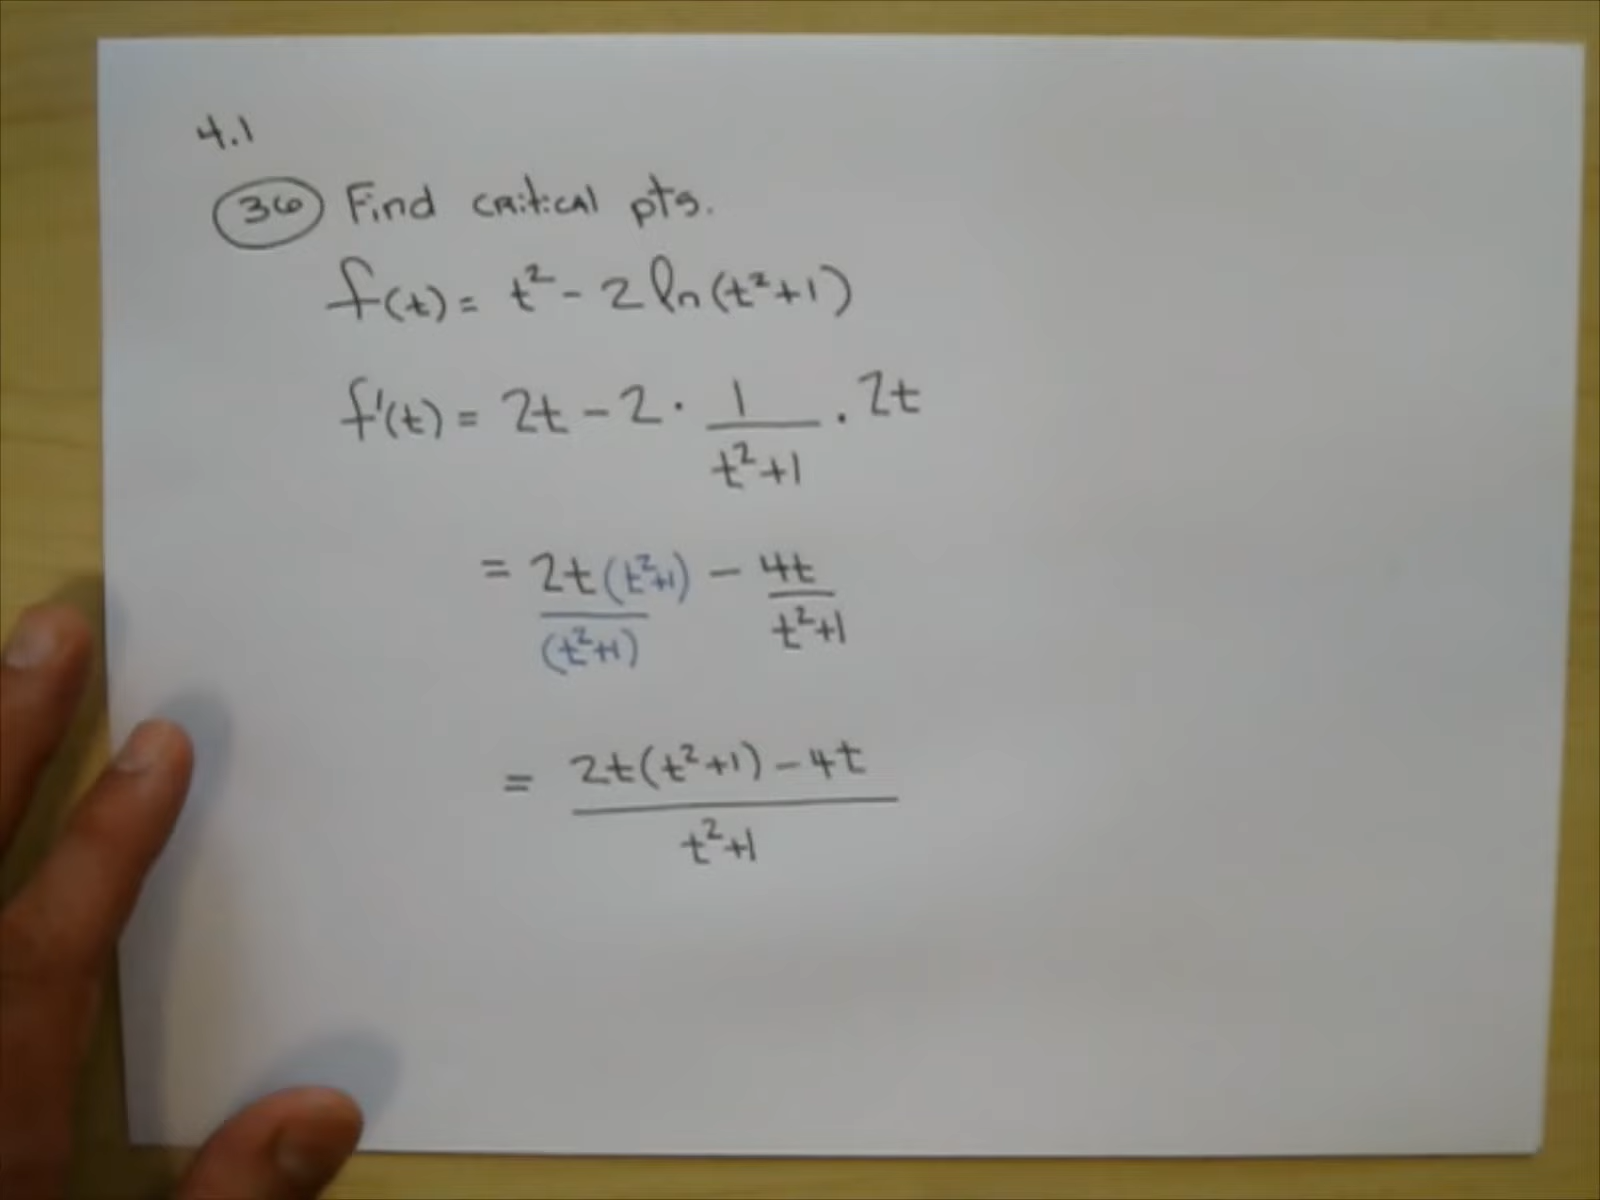 4.1
36 Find critical pts.
f(t) = t² - 2 ln(t²+1)
f'(t) = 2t - 2 · 1/(t²+1) · 2t
= 2t(t²+1)/(t²+1) - 4t/(t²+1)
= (2t(t²+1) - 4t)/(t²+1)